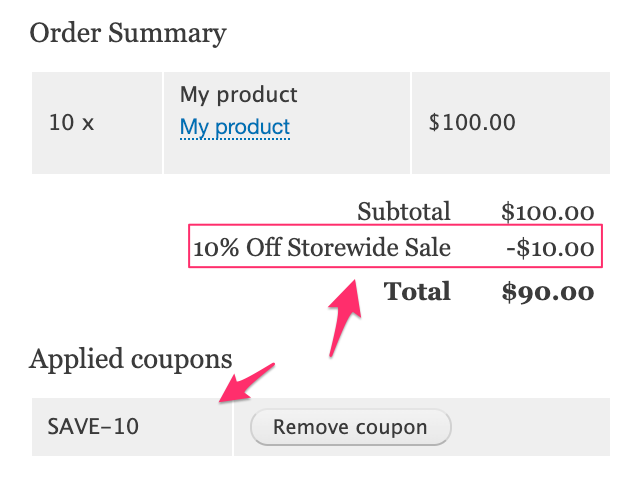 Order Summary
My product
10 x My product $100.00
Subtotal $100.00
10% Off Storewide Sale -$10.00
Total $90.00
Applied coupons
SAVE-10 Remove coupon